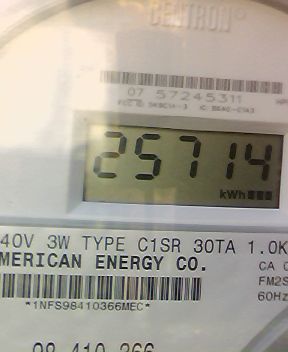 CENTRON®
07 57245311
25714
kWh
40V 3W TYPE C1SR 30TA 1.0K
MERICAN ENERGY CO.
CA 0
FM2S
*1NFS98410366MEC*
60Hz
98 410 366